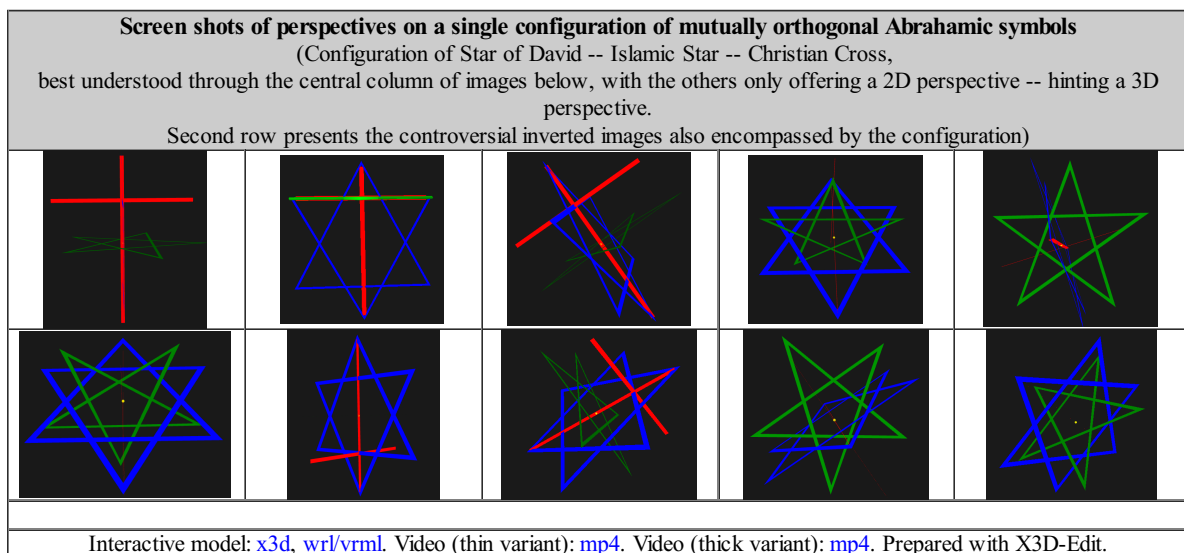 Screen shots of perspectives on a single configuration of mutually orthogonal Abrahamic symbols
(Configuration of Star of David -- Islamic Star -- Christian Cross,
best understood through the central column of images below, with the others only offering a 2D perspective -- hinting a 3D
perspective.
Second row presents the controversial inverted images also encompassed by the configuration)
Interactive model: x3d, wrl/vrml. Video (thin variant): mp4. Video (thick variant): mp4. Prepared with X3D-Edit.